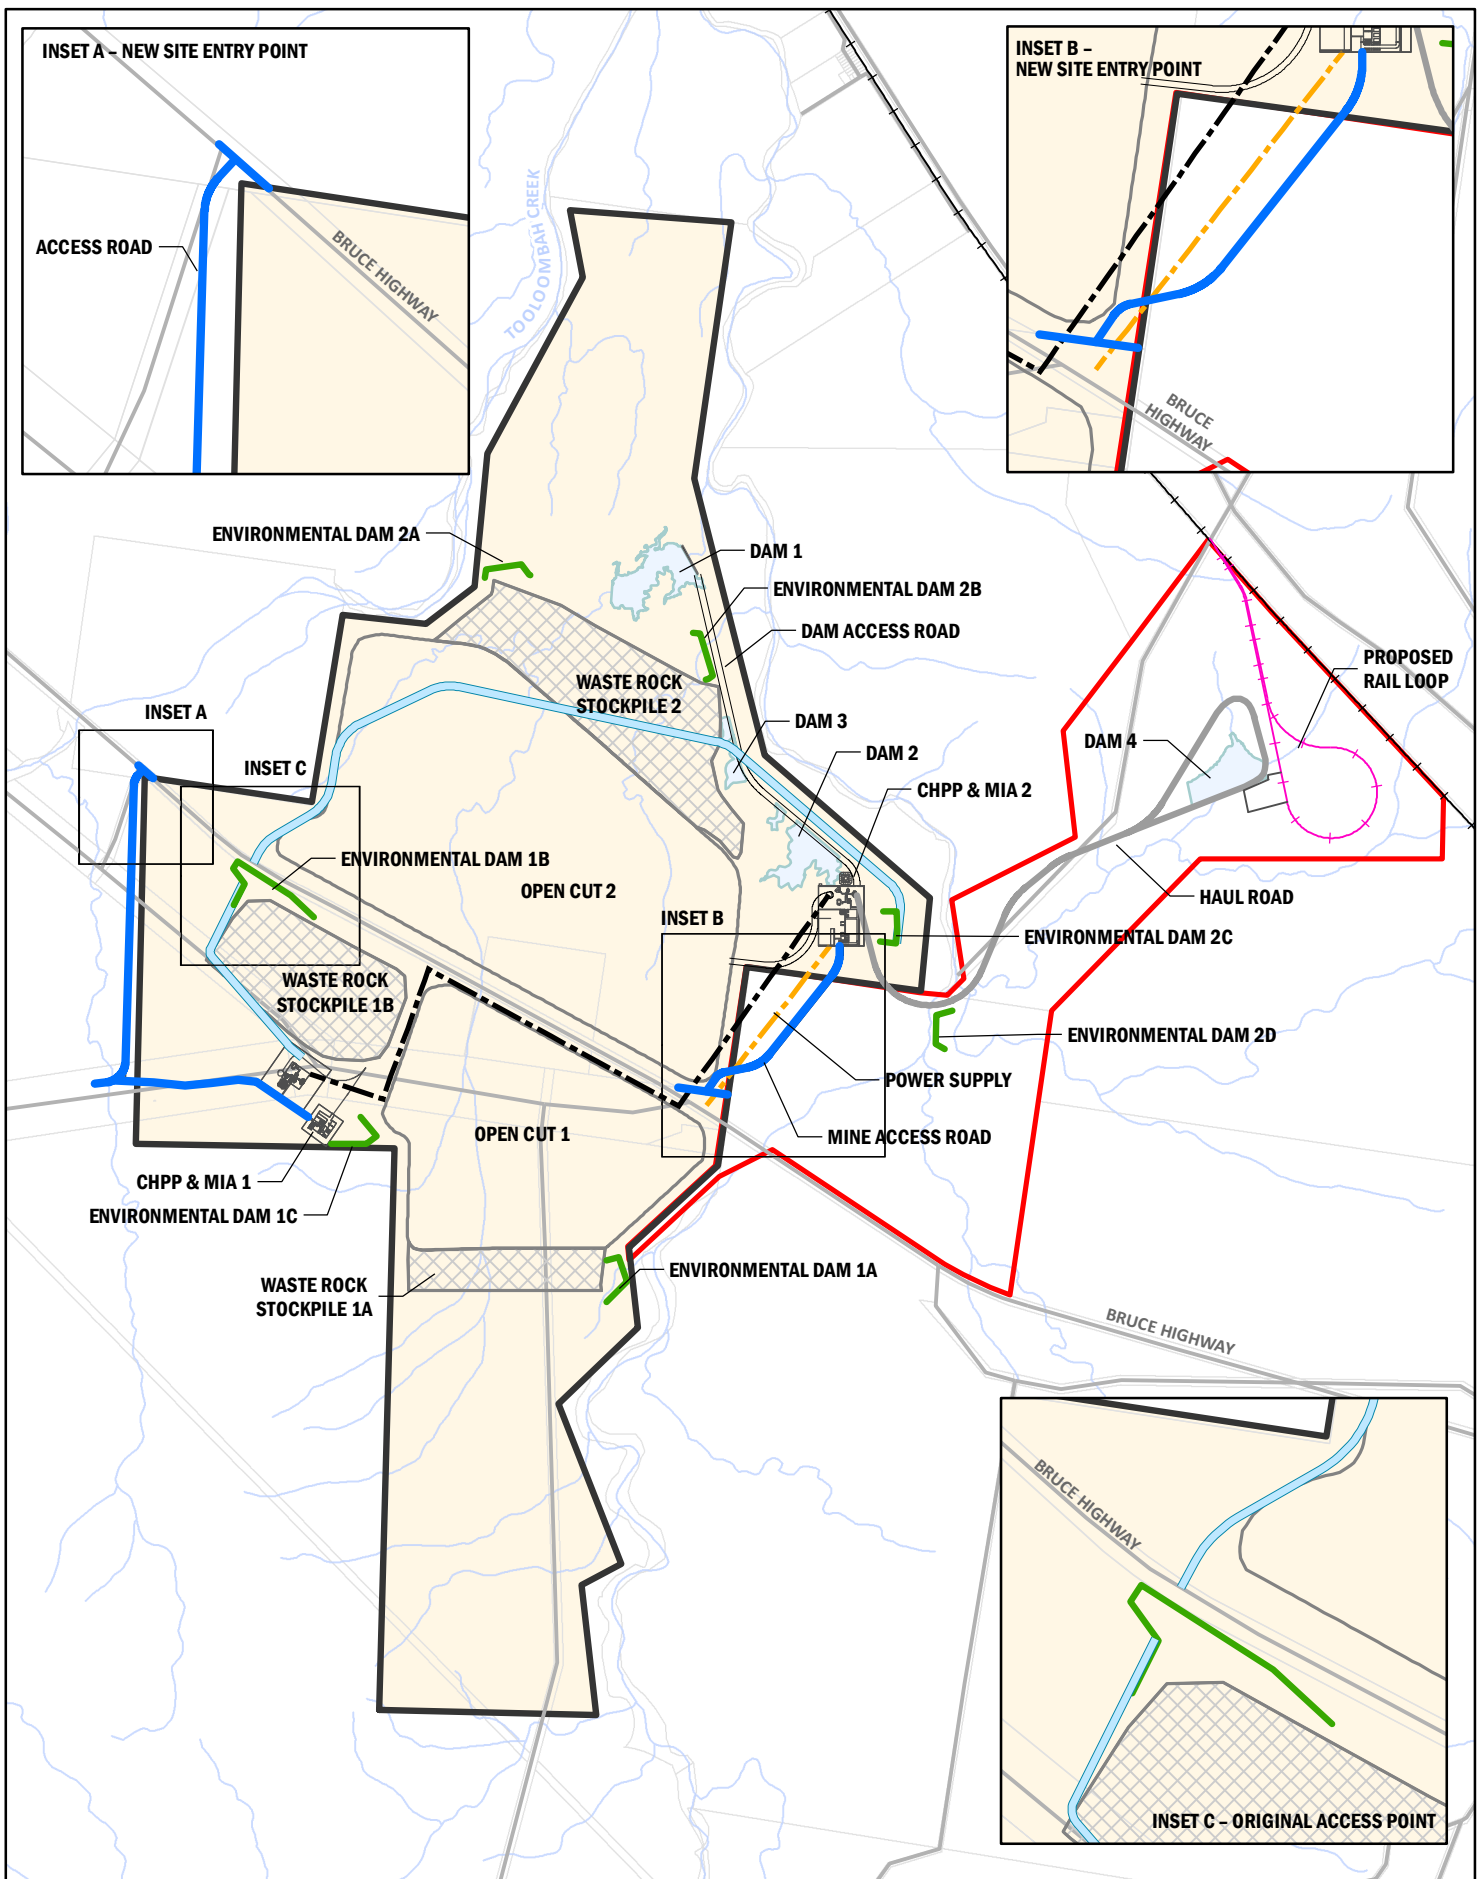 INSET A – NEW SITE ENTRY POINT
ACCESS ROAD
BRUCE HIGHWAY
TOOLOOMBAH CREEK
INSET B –
NEW SITE ENTRY POINT
BRUCE
HIGHWAY
ENVIRONMENTAL DAM 2A
DAM 1
ENVIRONMENTAL DAM 2B
DAM ACCESS ROAD
WASTE ROCK
STOCKPILE 2
PROPOSED
RAIL LOOP
INSET A
DAM 3
DAM 4
DAM 2
INSET C
CHPP & MIA 2
ENVIRONMENTAL DAM 1B
OPEN CUT 2
HAUL ROAD
INSET B
ENVIRONMENTAL DAM 2C
WASTE ROCK
STOCKPILE 1B
ENVIRONMENTAL DAM 2D
POWER SUPPLY
OPEN CUT 1
MINE ACCESS ROAD
CHPP & MIA 1
ENVIRONMENTAL DAM 1C
ENVIRONMENTAL DAM 1A
WASTE ROCK
STOCKPILE 1A
BRUCE HIGHWAY
BRUCE HIGHWAY
INSET C – ORIGINAL ACCESS POINT